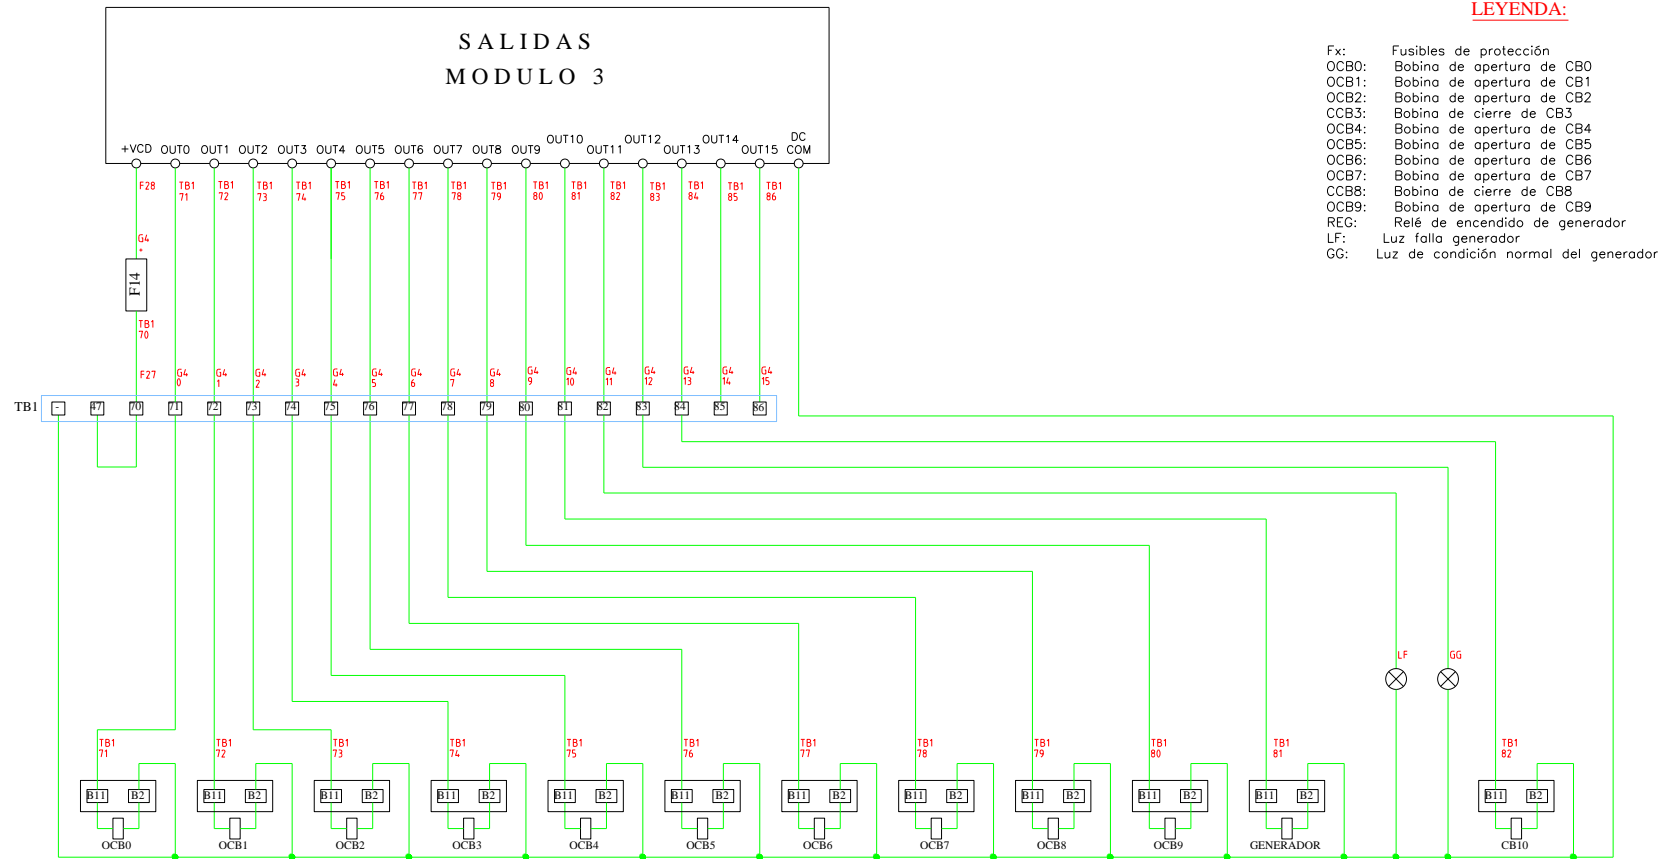 LEYENDA:
SALIDAS
MODULO 3
Fx: Fusibles de protección
OCB0: Bobina de apertura de CB0
OCB1: Bobina de apertura de CB1
OCB2: Bobina de apertura de CB2
CCB3: Bobina de cierre de CB3
OCB4: Bobina de apertura de CB4
OCB5: Bobina de apertura de CB5
OCB6: Bobina de apertura de CB6
OCB7: Bobina de apertura de CB7
CCB8: Bobina de cierre de CB8
OCB9: Bobina de apertura de CB9
REG: Relé de encendido de generador
LF: Luz falla generador
GG: Luz de condición normal del generador
+VCD OUT0 OUT1 OUT2 OUT3 OUT4 OUT5 OUT6 OUT7 OUT8 OUT9 OUT10 OUT11 OUT12 OUT13 OUT14 OUT15 DC COM
F28 TB1 TB1 TB1 TB1 TB1 TB1 TB1 TB1 TB1 TB1 TB1 TB1 TB1 TB1 TB1 TB1
71 72 73 74 75 76 77 78 79 80 81 82 83 84 85 86
G4
+
F14
TB1
70
F27 G4 G4 G4 G4 G4 G4 G4 G4 G4 G4 G4 G4 G4 G4 G4 G4
0 1 2 3 4 5 6 7 8 9 10 11 12 13 14 15
TB1 - 47 70 71 72 73 74 75 76 77 78 79 80 81 82 83 84 85 86
LF GG
TB1 TB1 TB1 TB1 TB1 TB1 TB1 TB1 TB1 TB1 TB1 TB1
71 72 73 74 75 76 77 78 79 80 81 82
B11 B2 B11 B2 B11 B2 B11 B2 B11 B2 B11 B2 B11 B2 B11 B2 B11 B2 B11 B2 B11 B2 B11 B2
OCB0 OCB1 OCB2 OCB3 OCB4 OCB5 OCB6 OCB7 OCB8 OCB9 GENERADOR CB10